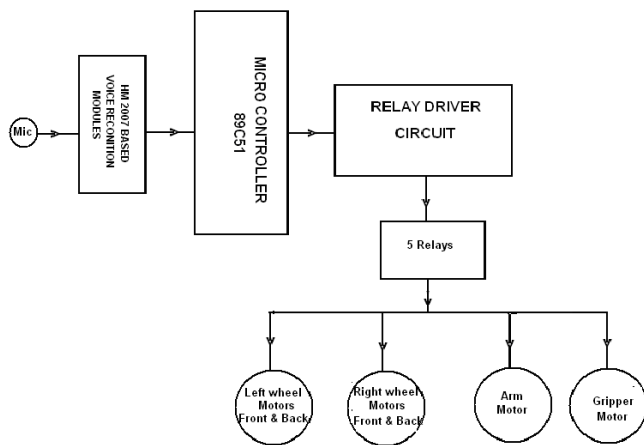 Mic
HM 2007 BASED
VOICE RECONITION
MODULES
MICRO CONTROLLER
89C51
RELAY DRIVER
CIRCUIT
5 Relays
Left wheel
Motors
Front & Back
Right wheel
Motors
Front & Back
Arm
Motor
Gripper
Motor